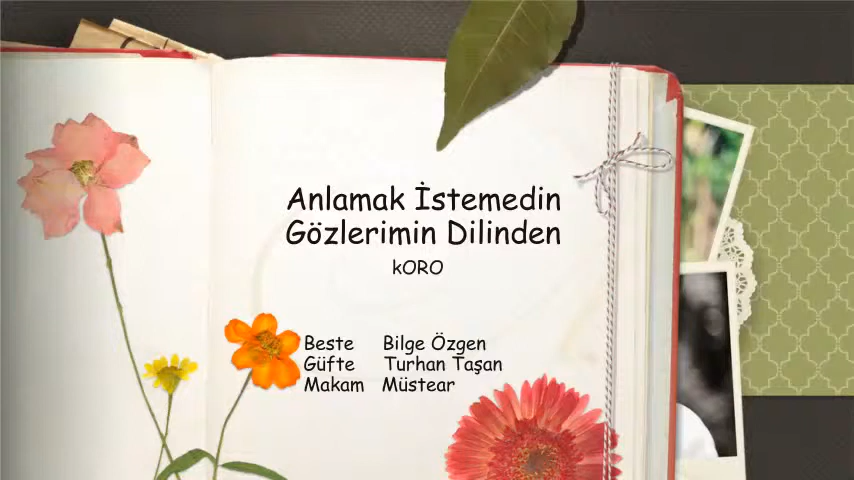 Anlamak İstemedin
Gözlerimin Dilinden
kORO
Beste Bilge Özgen
Güfte Turhan Taşan
Makam Müstear